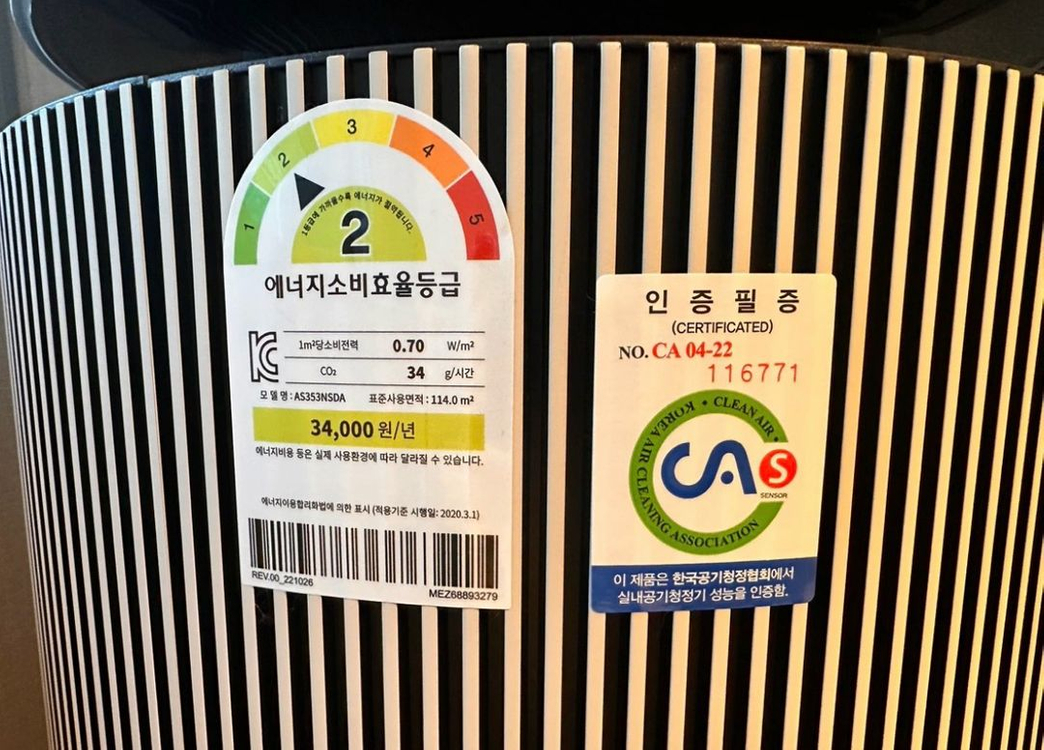 1 2 3 4 5
1등급에 가까울수록 에너지가 절약됩니다.
2
에너지소비효율등급
1m²당소비전력 0.70 W/m²
CO₂ 34 g/시간
모델명 : AS353NSDA 표준사용면적 : 114.0 m²
34,000 원/년
에너지비용 등은 실제 사용환경에 따라 달라질 수 있습니다.
에너지이용합리화법에 의한 표시 (적용기준 시행일: 2020.3.1)
REV.00_221026
MEZ68893279
인 증 필 증
(CERTIFICATED)
NO. CA 04-22
116771
KOREA AIR CLEANING ASSOCIATION • CLEAN AIR •
CA S
SENSOR
이 제품은 한국공기청정협회에서
실내공기청정기 성능을 인증함.